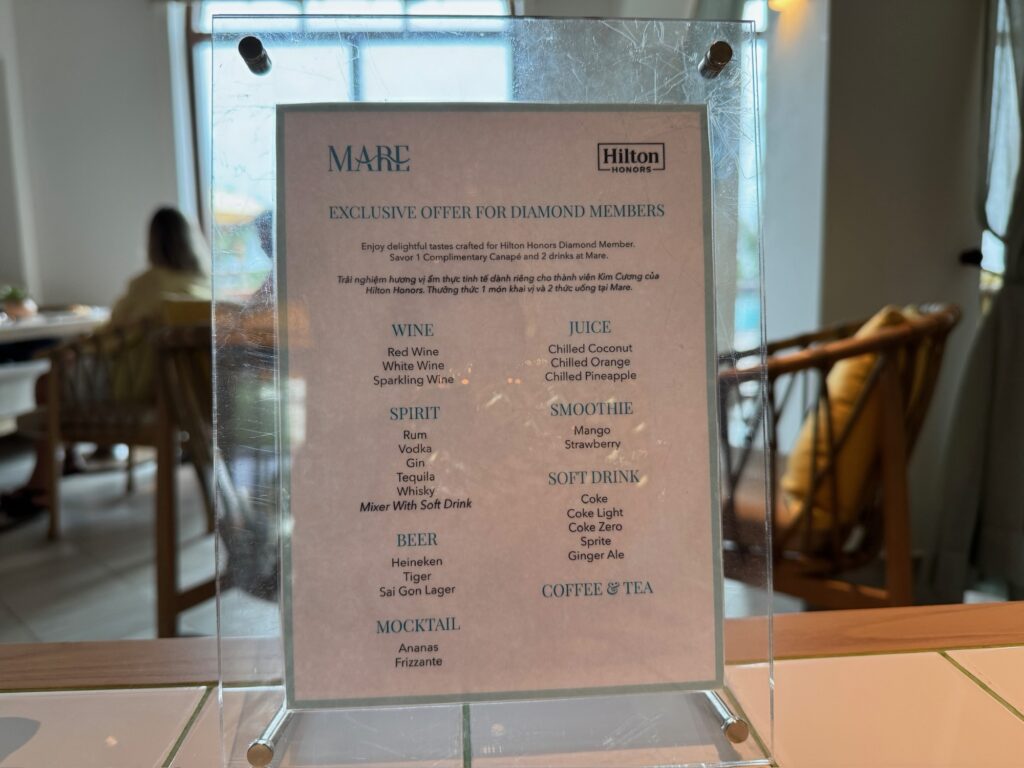 MARE
Hilton
HONORS
EXCLUSIVE OFFER FOR DIAMOND MEMBERS
Enjoy delightful tastes crafted for Hilton Honors Diamond Member.
Savor 1 Complimentary Canapé and 2 drinks at Mare.
Trải nghiệm hương vị ẩm thực tinh tế dành riêng cho thành viên Kim Cương của
Hilton Honors. Thưởng thức 1 món khai vị và 2 thức uống tại Mare.
WINE
Red Wine
White Wine
Sparkling Wine
SPIRIT
Rum
Vodka
Gin
Tequila
Whisky
Mixer With Soft Drink
BEER
Heineken
Tiger
Sai Gon Lager
MOCKTAIL
Ananas
Frizzante
JUICE
Chilled Coconut
Chilled Orange
Chilled Pineapple
SMOOTHIE
Mango
Strawberry
SOFT DRINK
Coke
Coke Light
Coke Zero
Sprite
Ginger Ale
COFFEE & TEA